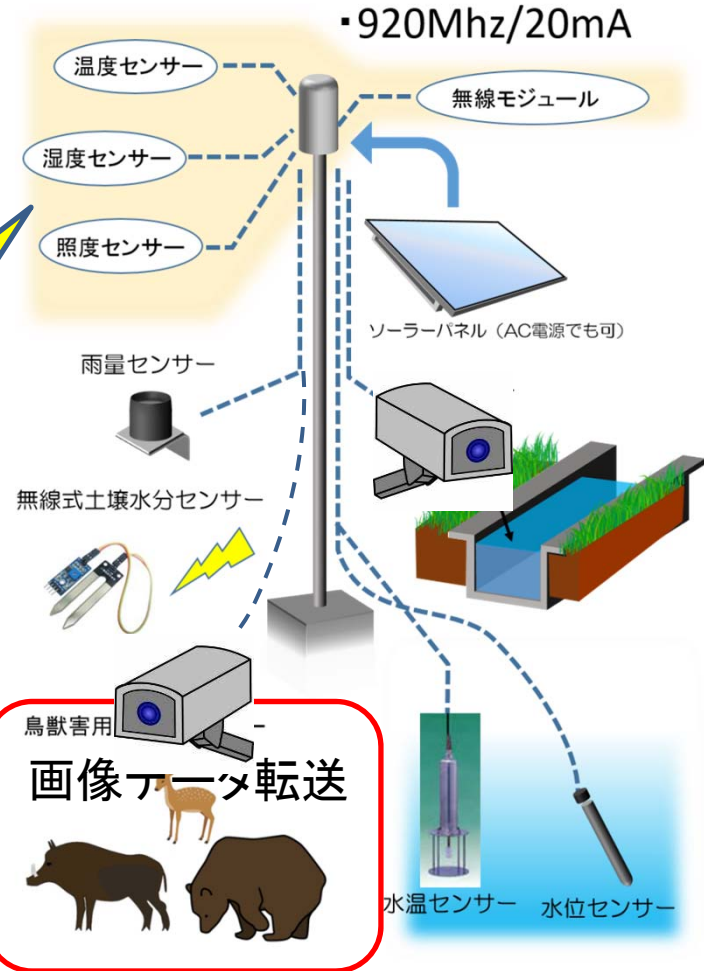 ・920Mhz/20mA
温度センサー
無線モジュール
湿度センサー
照度センサー
ソーラーパネル（AC電源でも可）
雨量センサー
無線式土壌水分センサー
鳥獣害用
画像データ転送
水温センサー
水位センサー